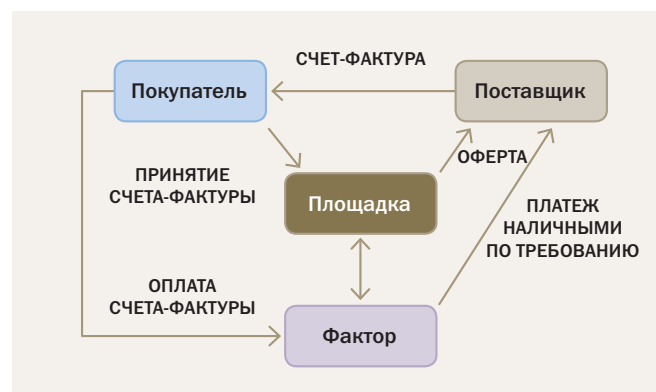 СЧЕТ-ФАКТУРА
Покупатель
Поставщик
ОФЕРТА
ПРИНЯТИЕ
СЧЕТА-ФАКТУРЫ
Площадка
ПЛАТЕЖ
НАЛИЧНЫМИ
ПО ТРЕБОВАНИЮ
ОПЛАТА
СЧЕТА-ФАКТУРЫ
Фактор